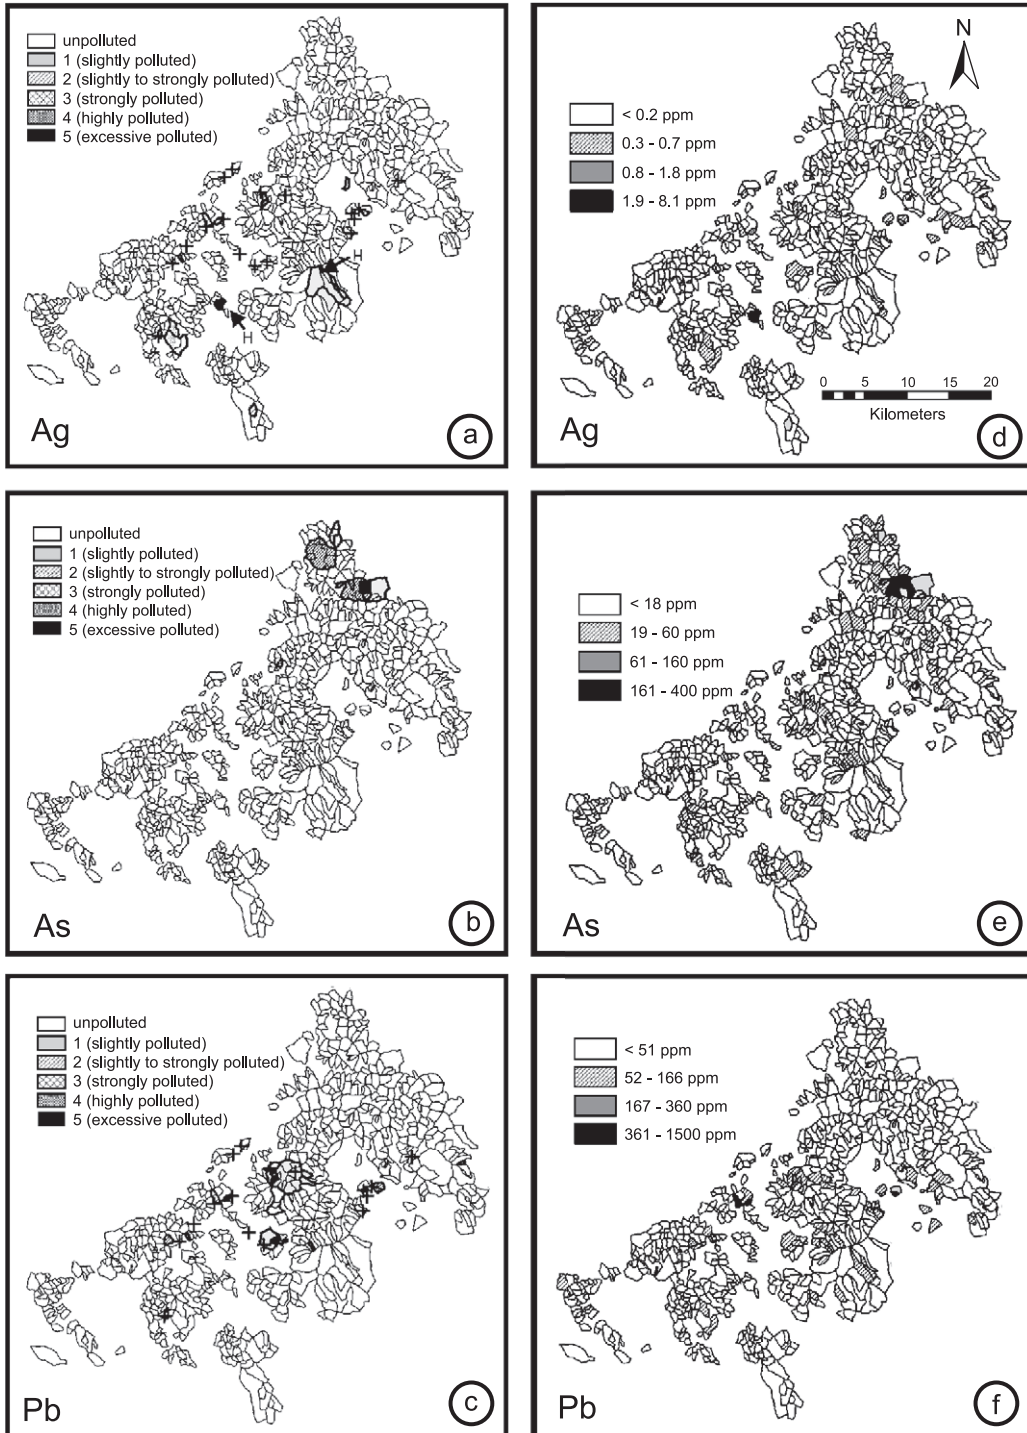 unpolluted
1 (slightly polluted)
2 (slightly to strongly polluted)
3 (strongly polluted)
4 (highly polluted)
5 (excessive polluted)
H
H
Ag
a
N
< 0.2 ppm
0.3 - 0.7 ppm
0.8 - 1.8 ppm
1.9 - 8.1 ppm
0 5 10 15 20
Kilometers
Ag
d
unpolluted
1 (slightly polluted)
2 (slightly to strongly polluted)
3 (strongly polluted)
4 (highly polluted)
5 (excessive polluted)
As
b
< 18 ppm
19 - 60 ppm
61 - 160 ppm
161 - 400 ppm
As
e
unpolluted
1 (slightly polluted)
2 (slightly to strongly polluted)
3 (strongly polluted)
4 (highly polluted)
5 (excessive polluted)
Pb
c
< 51 ppm
52 - 166 ppm
167 - 360 ppm
361 - 1500 ppm
Pb
f